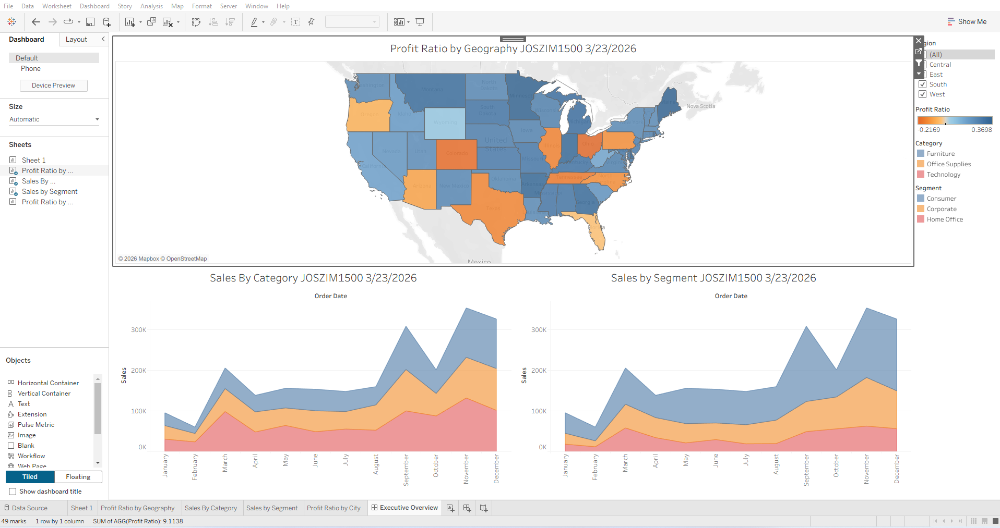 File Data Worksheet Dashboard Story Analysis Map Format Server Window Help
Show Me
Dashboard Layout
Default
Phone
Device Preview
Size
Automatic
Sheets
Sheet 1
Profit Ratio by ...
Sales By ...
Sales by Segment
Profit Ratio by ...
Objects
Horizontal Container
Vertical Container
Text
Extension
Pulse Metric
Image
Blank
Workflow
Web Page
Tiled Floating
Show dashboard title
Profit Ratio by Geography JOSZIM1500 3/23/2026
Montana
North
Dakota
Minnesota
South
Dakota
Wisconsin
Oregon
Idaho
Wyoming
Michigan
New York
Maine
Nova Scotia
Iowa
United
States
Nevada
Utah
Colorado
Illinois
Ohio
Missouri
Kentucky
Virginia
California
Arizona
New Mexico
Oklahoma
Arkansas
Tennessee
North
Carolina
Mississippi
Georgia
Texas
Louisiana
Florida
Mexico
© 2026 Mapbox © OpenStreetMap
Sales By Category JOSZIM1500 3/23/2026
Order Date
Sales
300K
200K
100K
0K
January
February
March
April
May
June
July
August
September
October
November
December
Sales by Segment JOSZIM1500 3/23/2026
Order Date
Sales
300K
200K
100K
0K
January
February
March
April
May
June
July
August
September
October
November
December
gion
(All)
Central
East
South
West
Profit Ratio
-0.2169 0.3698
Category
Furniture
Office Supplies
Technology
Segment
Consumer
Corporate
Home Office
Data Source Sheet 1 Profit Ratio by Geography Sales By Category Sales by Segment Profit Ratio by City Executive Overview
49 marks 1 row by 1 column SUM of AGG(Profit Ratio): 9.1138